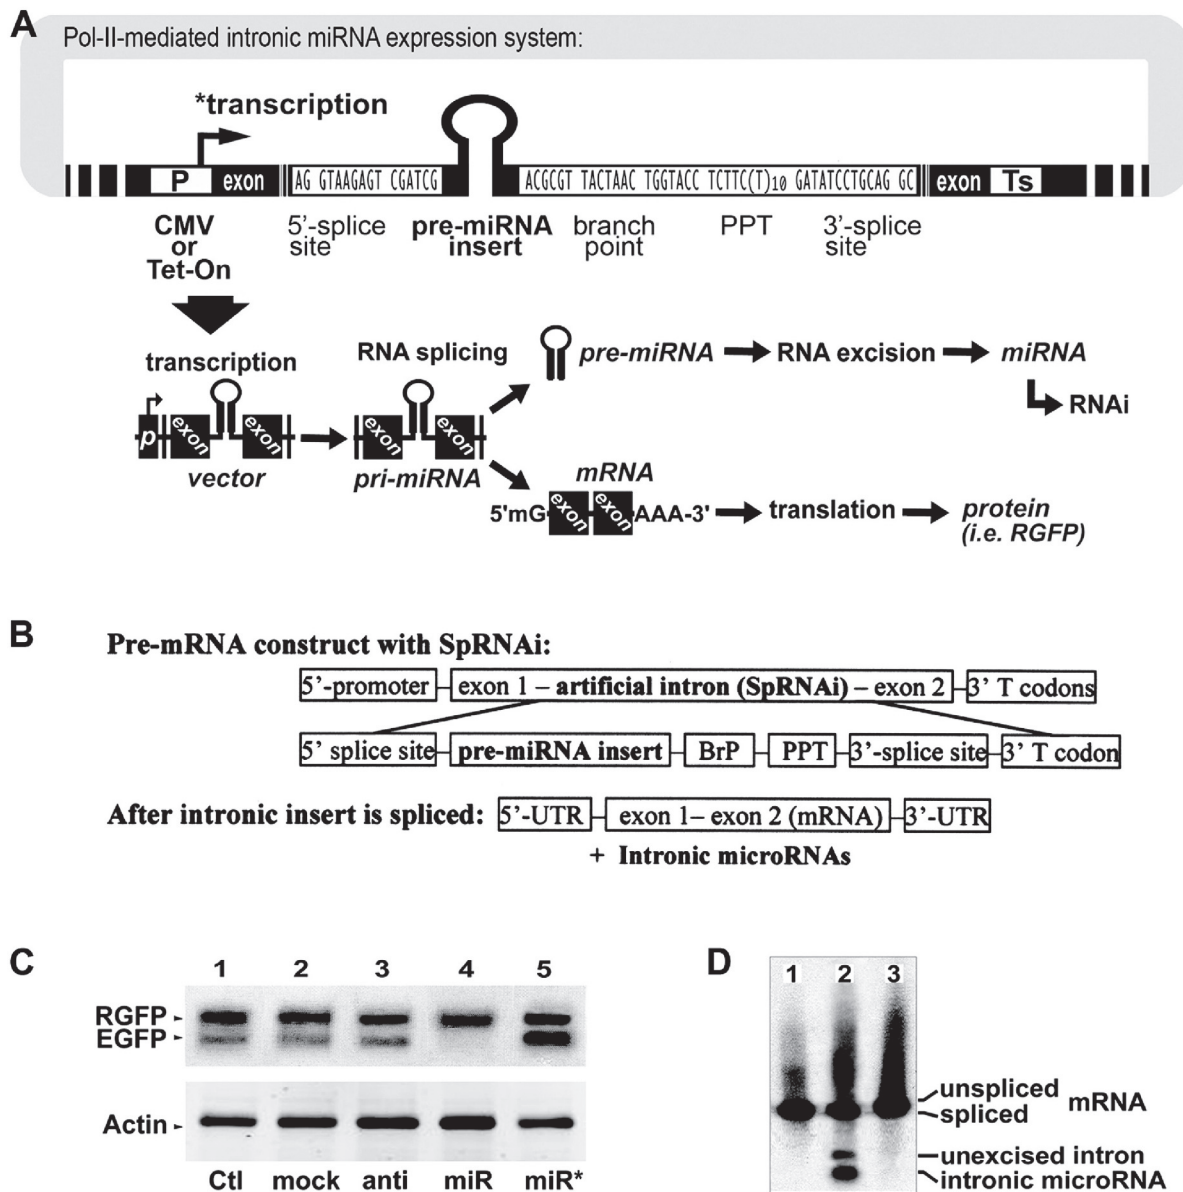 A
Pol-II-mediated intronic miRNA expression system:
*transcription
P exon AG GTAAGAGT CGATCG ACGCGT TACTAAC TGGTACC TCTTC(T)10 GATATCCTGCAG GC exon Ts
CMV
or
Tet-On
5'-splice
site
pre-miRNA
insert
branch
point
PPT
3'-splice
site
transcription
p exon exon
vector
RNA splicing
exon exon
pri-miRNA
pre-miRNA RNA excision miRNA
RNAi
mRNA
5'mG exon exon AAA-3' translation protein
(i.e. RGFP)
B
Pre-mRNA construct with SpRNAi:
5'-promoter exon 1 – artificial intron (SpRNAi) – exon 2 3' T codons
5' splice site pre-miRNA insert BrP PPT 3'-splice site 3' T codon
After intronic insert is spliced: 5'-UTR exon 1– exon 2 (mRNA) 3'-UTR
+ Intronic microRNAs
C
1 2 3 4 5
RGFP
EGFP
Actin
Ctl mock anti miR miR*
D
1 2 3
unspliced
spliced
mRNA
unexcised intron
intronic microRNA